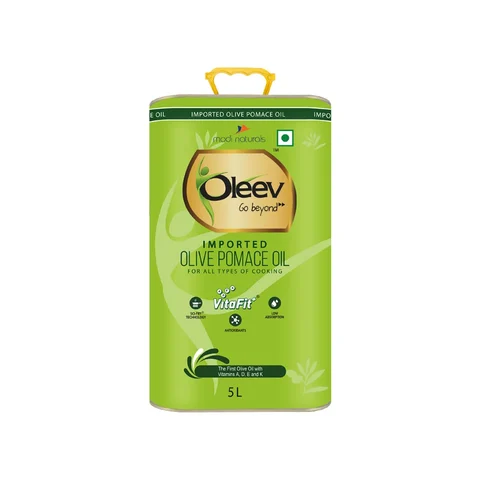 IMPORTED OLIVE POMACE OIL
modi naturals
Oleev
Go beyond
IMPORTED
OLIVE POMACE OIL
FOR ALL TYPES OF COOKING
VitaFit
LOW
ABSORPTION
ANTIOXIDANTS
The First Olive Oil with
Vitamins A, D, E and K
5 L